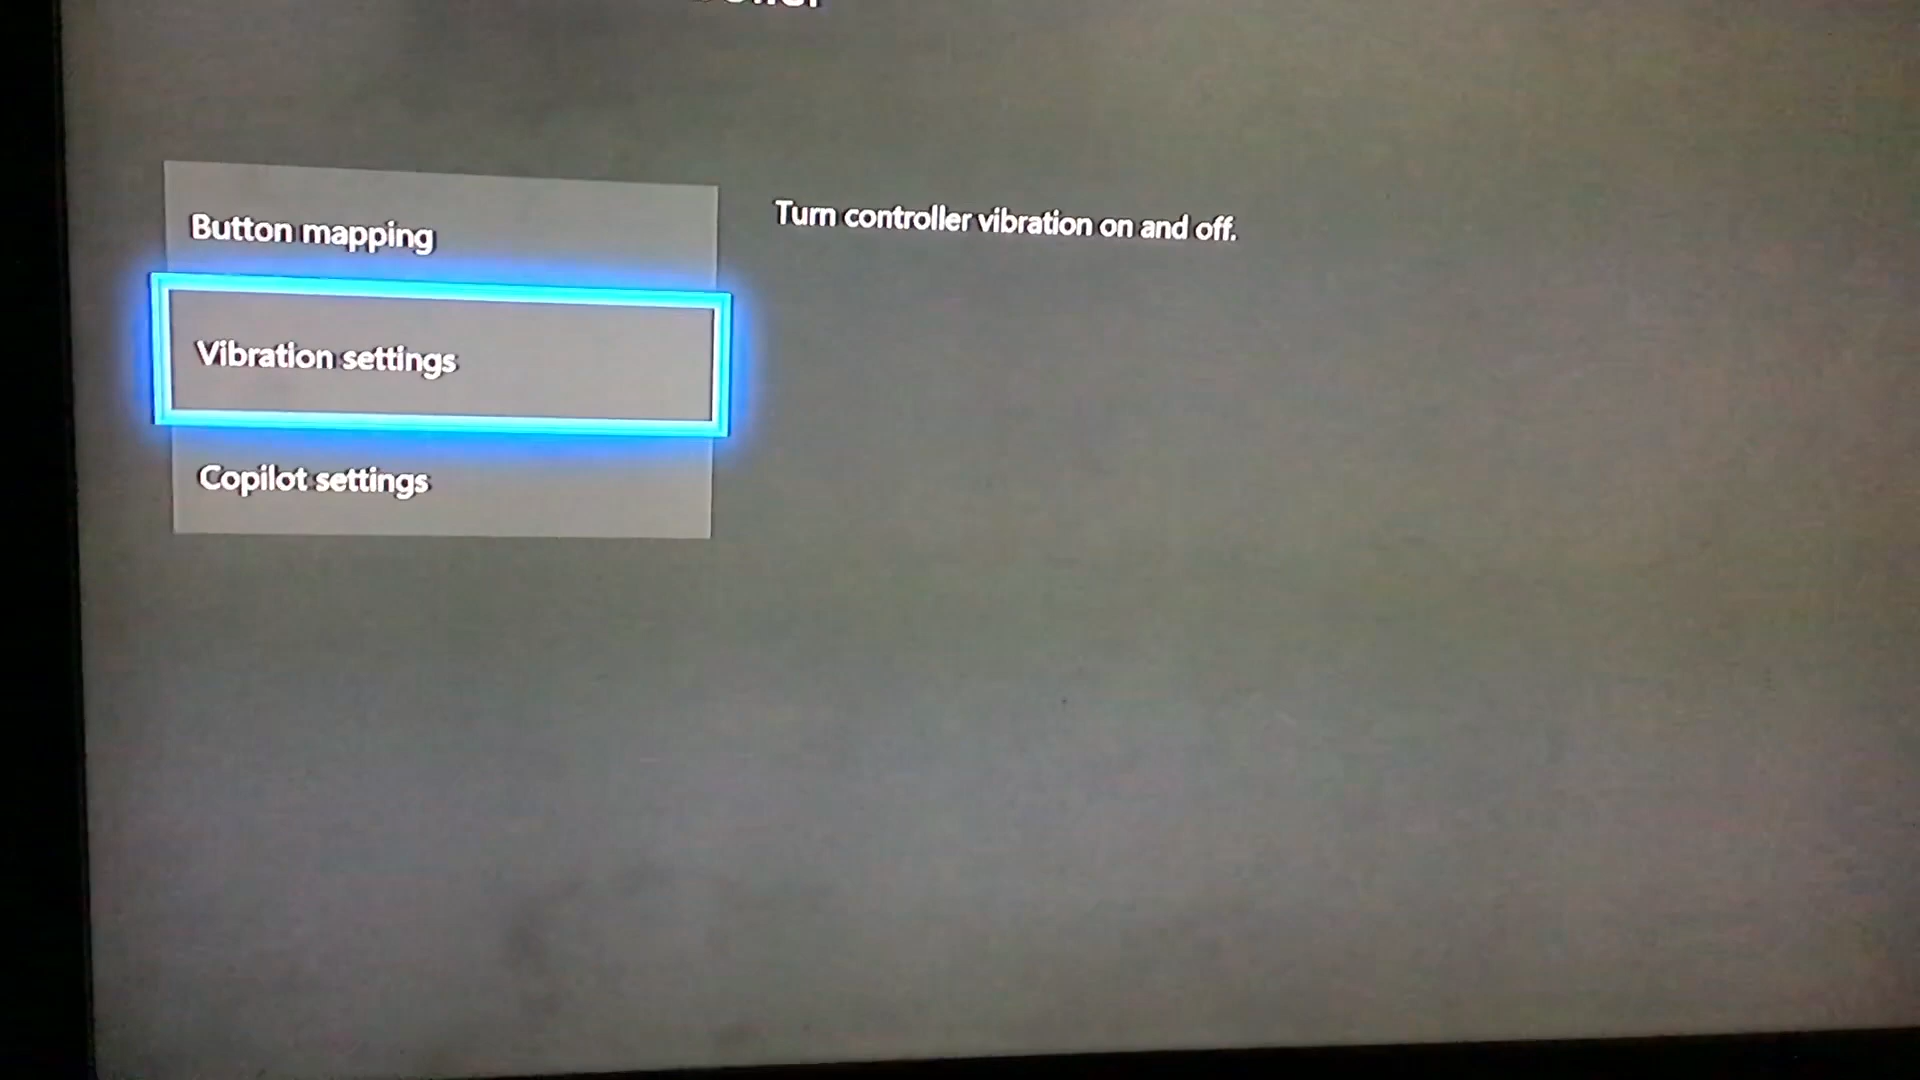 Button mapping
Turn controller vibration on and off.
Vibration settings
Copilot settings